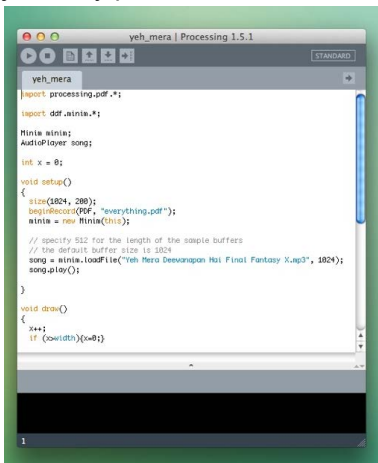 yeh_mera | Processing 1.5.1
STANDARD
yeh_mera
import processing.pdf.*;
import ddf.minim.*;
Minim minim;
AudioPlayer song;
int x = 0;
void setup()
{
size(1024, 200);
beginRecord(PDF, "everything.pdf");
minim = new Minim(this);
// specify 512 for the length of the sample buffers
// the default buffer size is 1024
song = minim.loadFile("Yeh Mera Deewanapan Hai Final Fantasy X.mp3", 1024);
song.play();
}
void draw()
{
x++;
if (x>width){x=0;}
1